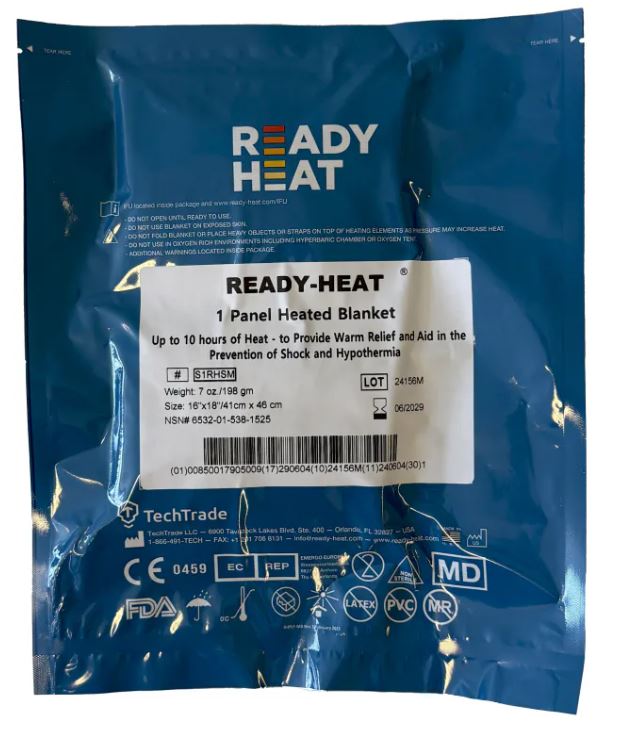 TEAR HERE
TEAR HERE
READY
HEAT
IFU located inside package and www.ready-heat.com/IFU
- DO NOT OPEN UNTIL READY TO USE.
- DO NOT USE BLANKET ON EXPOSED SKIN.
- DO NOT FOLD BLANKET OR PLACE HEAVY OBJECTS OR STRAPS ON TOP OF HEATING ELEMENTS AS PRESSURE MAY INCREASE HEAT.
- DO NOT USE IN OXYGEN RICH ENVIRONMENTS INCLUDING HYPERBARIC CHAMBER OR OXYGEN TENT.
- ADDITIONAL WARNINGS LOCATED INSIDE PACKAGE.
READY-HEAT ®
1 Panel Heated Blanket
Up to 10 hours of Heat - to Provide Warm Relief and Aid in the
Prevention of Shock and Hypothermia
# S1RHSM
LOT 24156M
Weight: 7 oz./198 gm
Size: 16"x18"/41cm x 46 cm
06/2029
NSN# 6532-01-538-1525
(01)00850017905009(17)290604(10)24156M(11)240604(30)1
TechTrade
TechTrade LLC — 6900 Tavistock Lakes Blvd. Ste. 400 — Orlando, FL 32827 — USA
1-866-491-TECH — FAX: +1 706 8131 — info@ready-heat.com — www.ready-heat.com
CE 0459 EC REP
EMERGO EUROPE
The Netherlands
2
NON
STERILE
MD
FDA
LATEX
PVC
MR